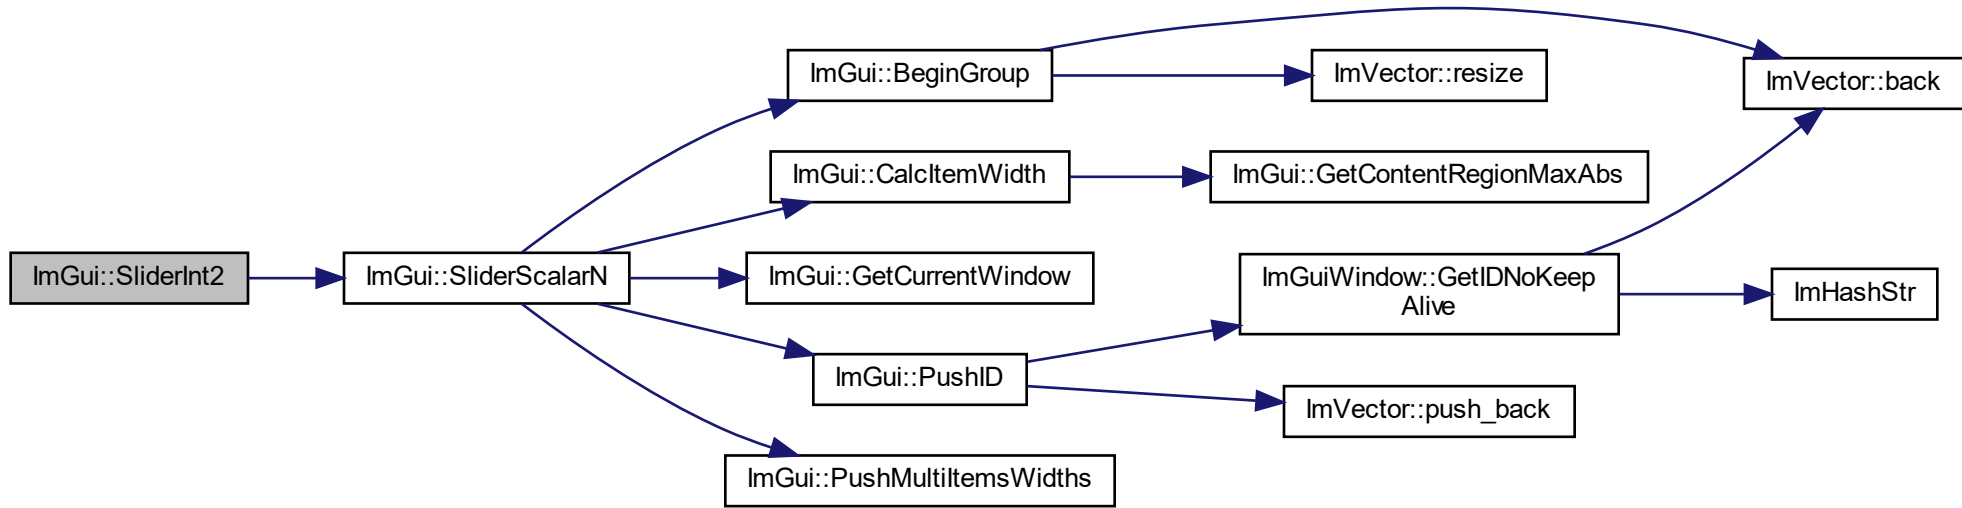 ImGui::SliderInt2
ImGui::SliderScalarN
ImGui::BeginGroup
ImGui::CalcItemWidth
ImGui::GetCurrentWindow
ImGui::PushID
ImGui::PushMultiItemsWidths
ImVector::resize
ImGui::GetContentRegionMaxAbs
ImGuiWindow::GetIDNoKeep
Alive
ImVector::push_back
ImVector::back
ImHashStr